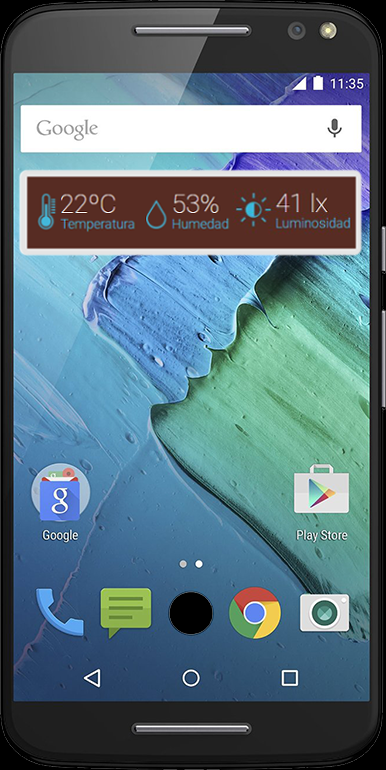 11:35
Google
22ºC 53% 41 lx
Temperatura Humedad Luminosidad
g
Google Play Store